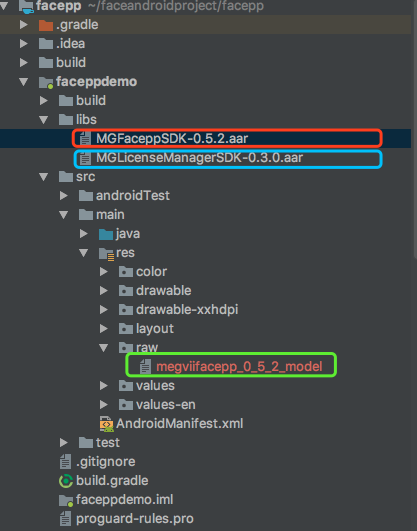 facepp ~/faceandroidproject/facepp
.gradle
.idea
build
faceppdemo
build
libs
MGFaceppSDK-0.5.2.aar
MGLicenseManagerSDK-0.3.0.aar
src
androidTest
main
java
res
color
drawable
drawable-xxhdpi
layout
raw
megviifacepp_0_5_2_model
values
values-en
AndroidManifest.xml
test
.gitignore
build.gradle
faceppdemo.iml
proguard-rules.pro